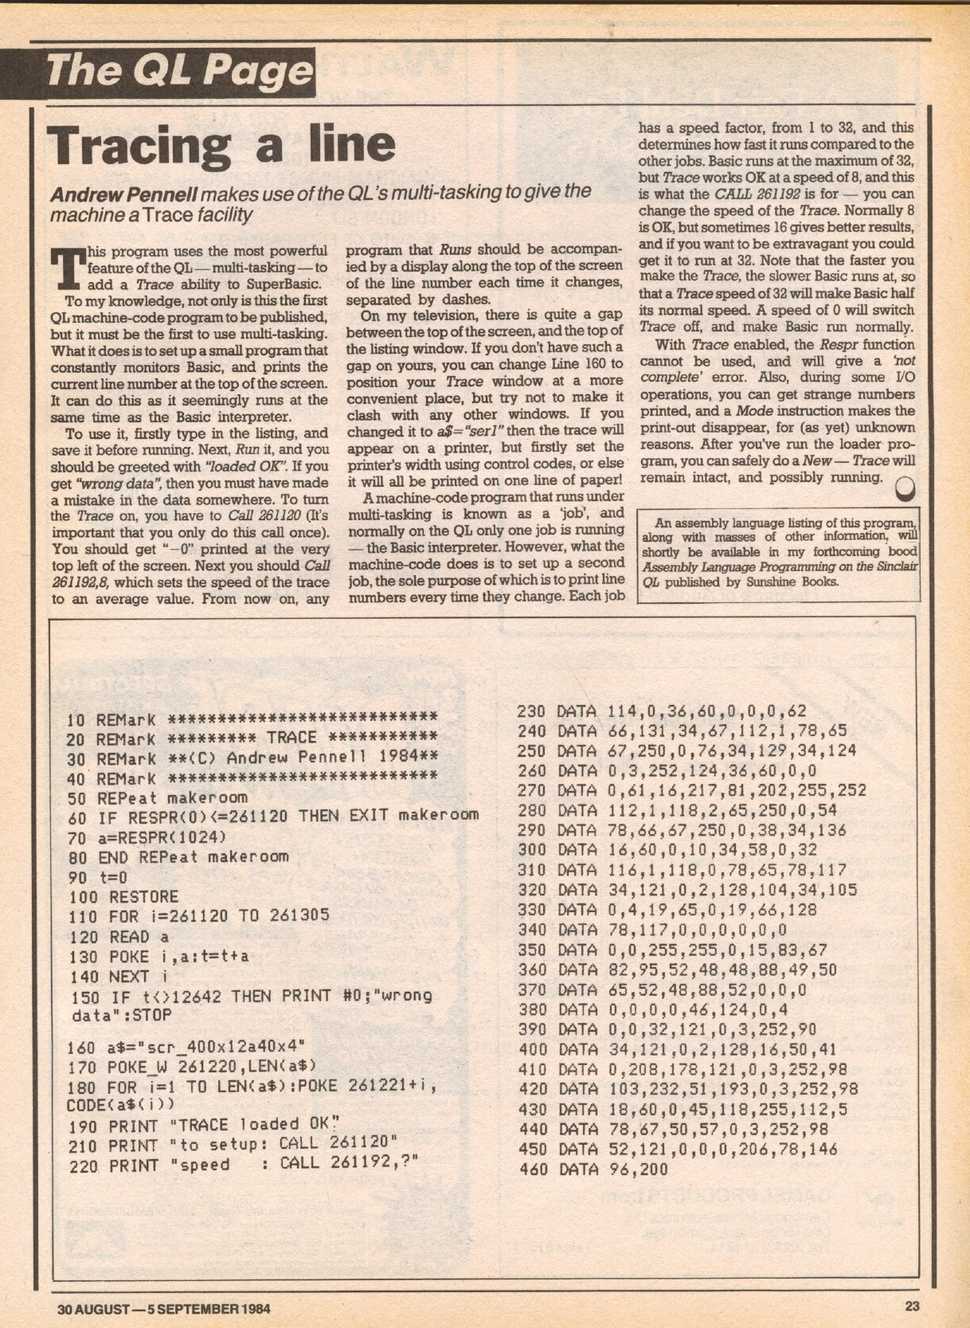 The QL Page
Tracing a line
Andrew Pennell makes use of the QL's multi-tasking to give the
machine a Trace facility
This program uses the most powerful
feature of the QL — multi-tasking — to
add a Trace ability to SuperBasic.
To my knowledge, not only is this the first
QL machine-code program to be published,
but it must be the first to use multi-tasking.
What it does is to set up a small program that
constantly monitors Basic, and prints the
current line number at the top of the screen.
It can do this as it seemingly runs at the
same time as the Basic interpreter.
To use it, firstly type in the listing, and
save it before running. Next, Run it, and you
should be greeted with "loaded OK". If you
get "wrong data", then you must have made
a mistake in the data somewhere. To turn
the Trace on, you have to Call 261120 (It's
important that you only do this call once).
You should get "—0" printed at the very
top left of the screen. Next you should Call
261192,8, which sets the speed of the trace
to an average value. From now on, any
program that Runs should be accompan-
ied by a display along the top of the screen
of the line number each time it changes,
separated by dashes.
On my television, there is quite a gap
between the top of the screen, and the top of
the listing window. If you don't have such a
gap on yours, you can change Line 160 to
position your Trace window at a more
convenient place, but try not to make it
clash with any other windows. If you
changed it to a$="ser1" then the trace will
appear on a printer, but firstly set the
printer's width using control codes, or else
it will all be printed on one line of paper!
A machine-code program that runs under
multi-tasking is known as a 'job', and
normally on the QL only one job is running
— the Basic interpreter. However, what the
machine-code does is to set up a second
job, the sole purpose of which is to print line
numbers every time they change. Each job
has a speed factor, from 1 to 32, and this
determines how fast it runs compared to the
other jobs. Basic runs at the maximum of 32,
but Trace works OK at a speed of 8, and this
is what the CALL 261192 is for — you can
change the speed of the Trace. Normally 8
is OK, but sometimes 16 gives better results,
and if you want to be extravagant you could
get it to run at 32. Note that the faster you
make the Trace, the slower Basic runs at, so
that a Trace speed of 32 will make Basic half
its normal speed. A speed of 0 will switch
Trace off, and make Basic run normally.
With Trace enabled, the Respr function
cannot be used, and will give a 'not
complete' error. Also, during some I/O
operations, you can get strange numbers
printed, and a Mode instruction makes the
print-out disappear, for (as yet) unknown
reasons. After you've run the loader pro-
gram, you can safely do a New — Trace will
remain intact, and possibly running.
An assembly language listing of this program,
along with masses of other information, will
shortly be available in my forthcoming bood
Assembly Language Programming on the Sinclair
QL published by Sunshine Books.
10 REMark ***************************
20 REMark ********* TRACE ***********
30 REMark **(C) Andrew Pennell 1984**
40 REMark ***************************
50 REPeat makeroom
60 IF RESPR(0)<=261120 THEN EXIT makeroom
70 a=RESPR(1024)
80 END REPeat makeroom
90 t=0
100 RESTORE
110 FOR i=261120 TO 261305
120 READ a
130 POKE i,a:t=t+a
140 NEXT i
150 IF t<>12642 THEN PRINT #0;"wrong
data":STOP
160 a$="scr_400x12a40x4"
170 POKE_W 261220,LEN(a$)
180 FOR i=1 TO LEN(a$):POKE 261221+i,
CODE(a$(i))
190 PRINT "TRACE loaded OK"
210 PRINT "to setup: CALL 261120"
220 PRINT "speed   : CALL 261192,?"
230 DATA 114,0,36,60,0,0,0,62
240 DATA 66,131,34,67,112,1,78,65
250 DATA 67,250,0,76,34,129,34,124
260 DATA 0,3,252,124,36,60,0,0
270 DATA 0,61,16,217,81,202,255,252
280 DATA 112,1,118,2,65,250,0,54
290 DATA 78,66,67,250,0,38,34,136
300 DATA 16,60,0,10,34,58,0,32
310 DATA 116,1,118,0,78,65,78,117
320 DATA 34,121,0,2,128,104,34,105
330 DATA 0,4,19,65,0,19,66,128
340 DATA 78,117,0,0,0,0,0,0
350 DATA 0,0,255,255,0,15,83,67
360 DATA 82,95,52,48,48,88,49,50
370 DATA 65,52,48,88,52,0,0,0
380 DATA 0,0,0,0,46,124,0,4
390 DATA 0,0,32,121,0,3,252,90
400 DATA 34,121,0,2,128,16,50,41
410 DATA 0,208,178,121,0,3,252,98
420 DATA 103,232,51,193,0,3,252,98
430 DATA 18,60,0,45,118,255,112,5
440 DATA 78,67,50,57,0,3,252,98
450 DATA 52,121,0,0,0,206,78,146
460 DATA 96,200
30 AUGUST — 5 SEPTEMBER 1984
23